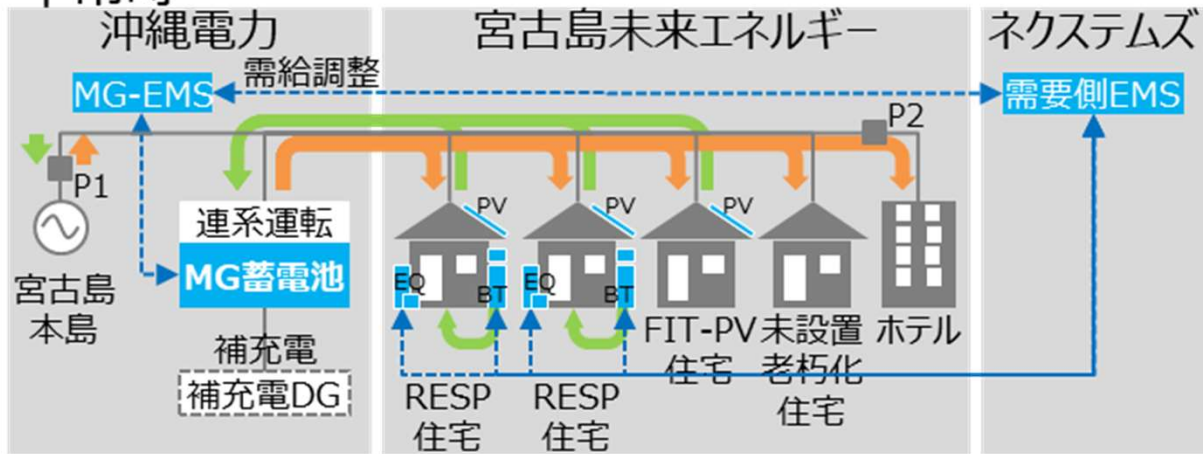 沖縄電力
宮古島未来エネルギー
ネクステムズ
MG-EMS
需給調整
需要側EMS
P1
P2
連系運転
MG蓄電池
宮古島
本島
補充電
補充電DG
PV
PV
PV
EQ
BT
EQ
BT
RESP
住宅
RESP
住宅
FIT-PV
住宅
未設置
老朽化
住宅
ホテル